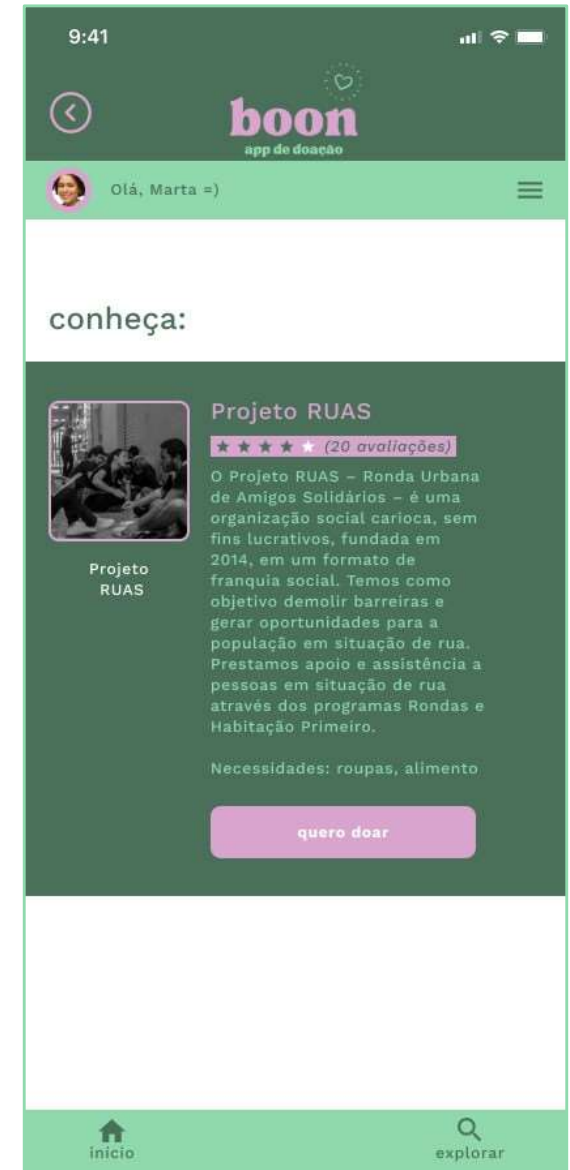 9:41
boon
app de doação
Olá, Marta =)
conheça:
Projeto RUAS
(20 avaliações)
O Projeto RUAS – Ronda Urbana
de Amigos Solidários – é uma
organização social carioca, sem
fins lucrativos, fundada em
2014, em um formato de
franquia social. Temos como
objetivo demolir barreiras e
gerar oportunidades para a
população em situação de rua.
Prestamos apoio e assistência a
pessoas em situação de rua
através dos programas Rondas e
Habitação Primeiro.
Necessidades: roupas, alimento
Projeto
RUAS
quero doar
início
explorar